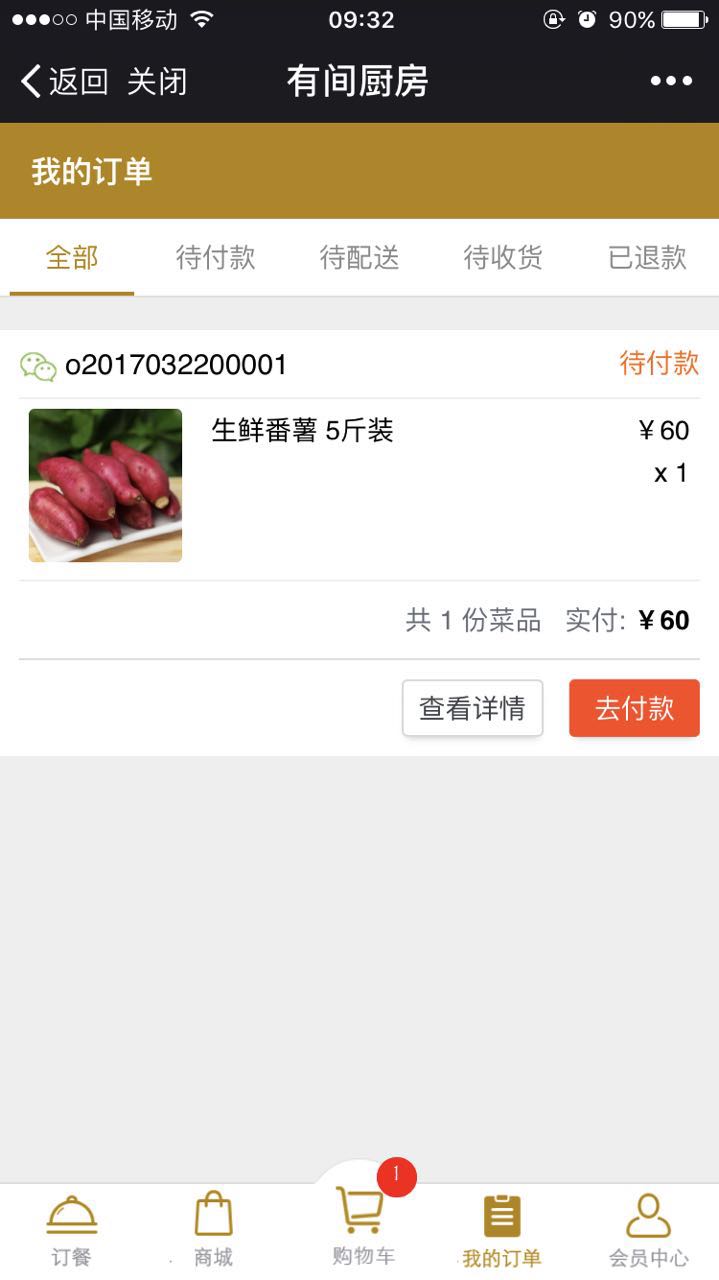 中国移动 09:32 90%
返回 关闭 有间厨房
我的订单
全部 待付款 待配送 待收货 已退款
o2017032200001 待付款
生鲜番薯 5斤装 ¥60
x 1
共 1 份菜品 实付: ¥60
查看详情 去付款
1
订餐 商城 购物车 我的订单 会员中心